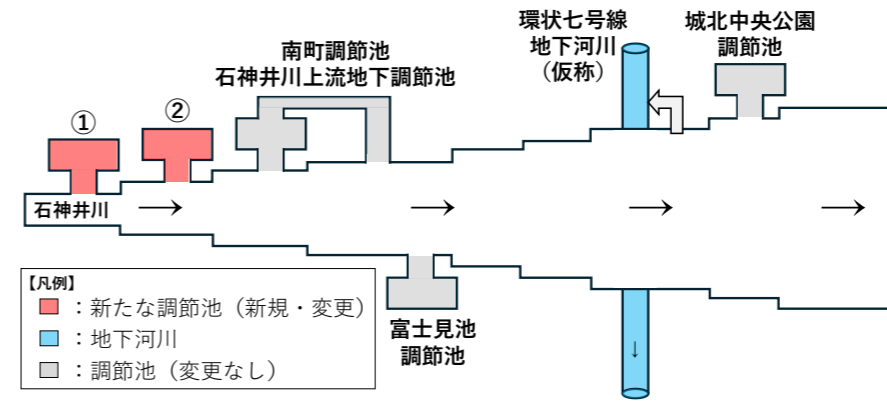 環状七号線
地下河川
（仮称）
城北中央公園
調節池
南町調節池
石神井川上流地下調節池
①
②
石神井川
→
→
→
→
【凡例】
：新たな調節池（新規・変更）
：地下河川
：調節池（変更なし）
富士見池
調節池
↓